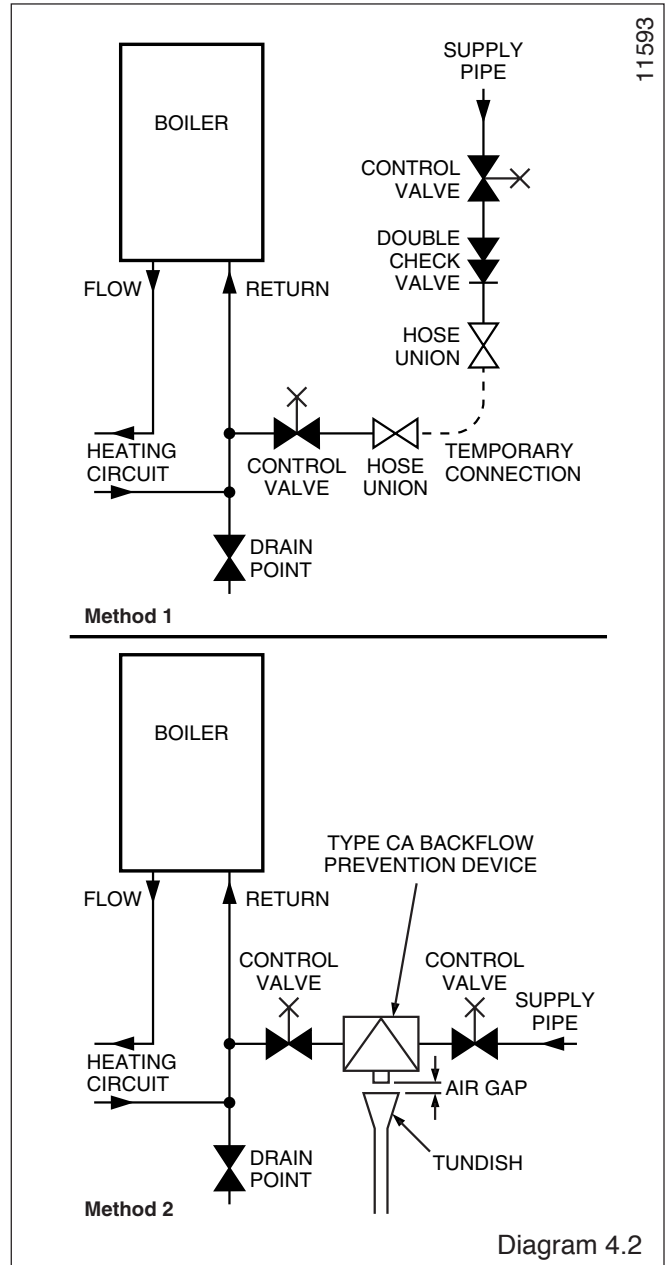 11593
SUPPLY
PIPE
BOILER
CONTROL
VALVE
DOUBLE
CHECK
VALVE
FLOW
RETURN
HOSE
UNION
HEATING
CIRCUIT
CONTROL
VALVE
HOSE
UNION
TEMPORARY
CONNECTION
DRAIN
POINT
Method 1
BOILER
TYPE CA BACKFLOW
PREVENTION DEVICE
FLOW
RETURN
CONTROL
VALVE
CONTROL
VALVE
SUPPLY
PIPE
HEATING
CIRCUIT
AIR GAP
TUNDISH
DRAIN
POINT
Method 2
Diagram 4.2